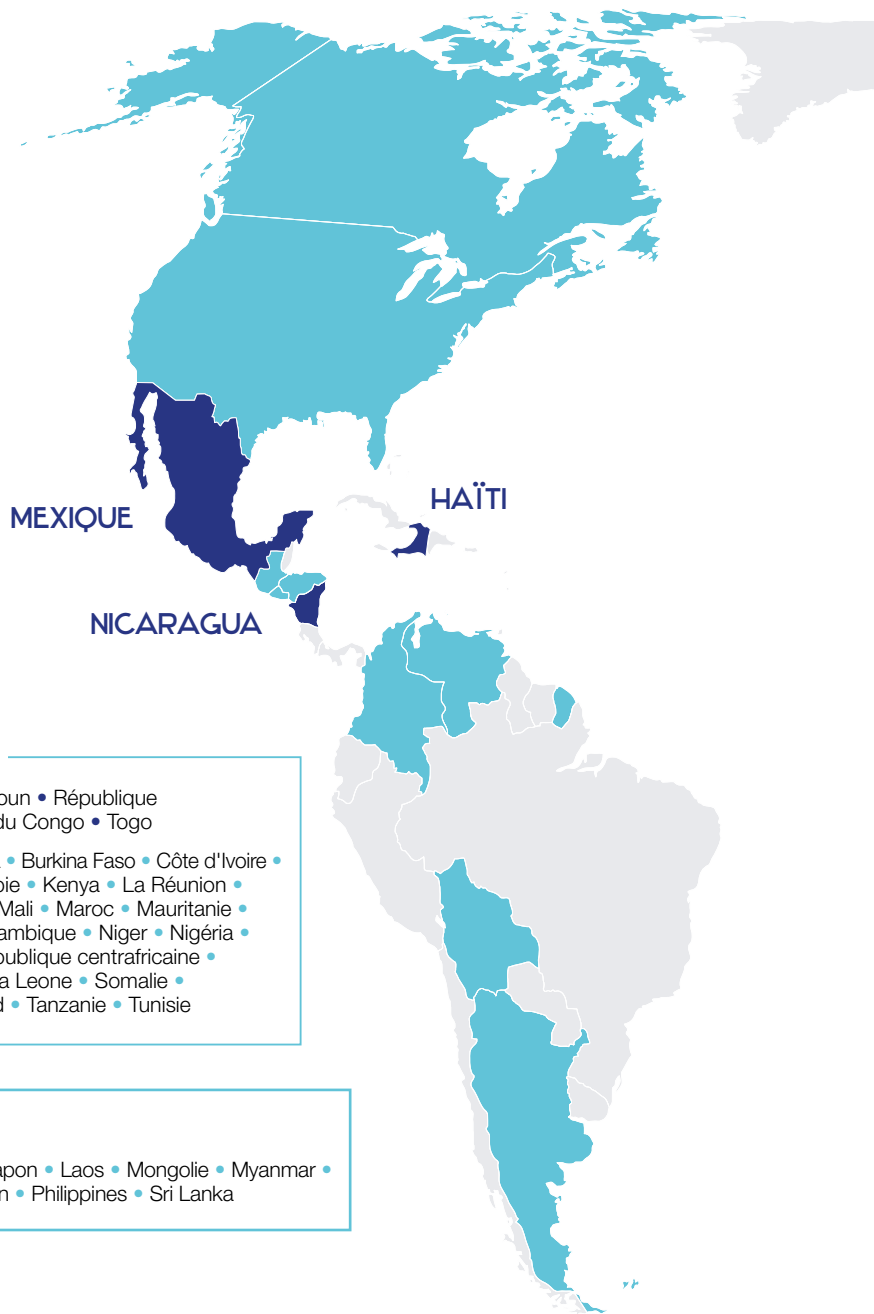 HAÏTI
MEXIQUE
NICARAGUA
oun • République
du Congo • Togo
• Burkina Faso • Côte d'Ivoire •
bie • Kenya • La Réunion •
Mali • Maroc • Mauritanie •
ambique • Niger • Nigéria •
publique centrafricaine •
a Leone • Somalie •
d • Tanzanie • Tunisie
apon • Laos • Mongolie • Myanmar •
n • Philippines • Sri Lanka